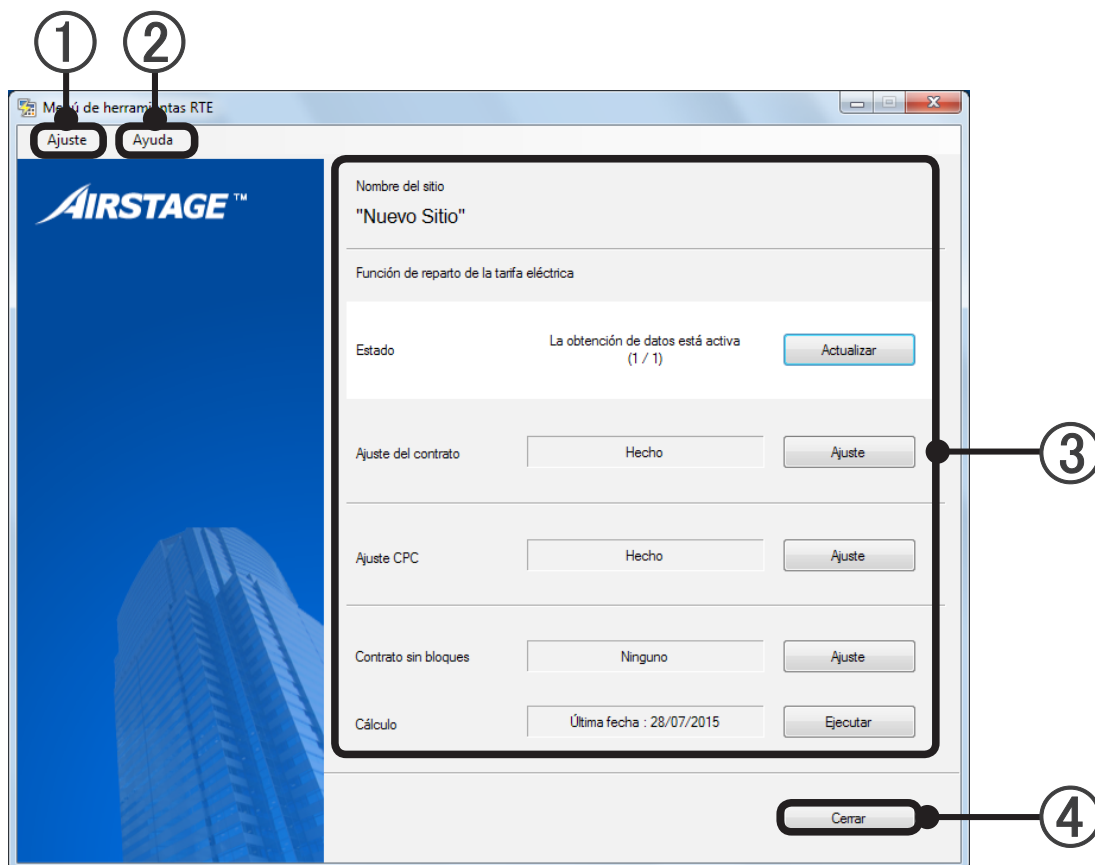 ① ②
Menú de herramientas RTE
Ajuste Ayuda
AIRSTAGE™
Nombre del sitio
"Nuevo Sitio"
Función de reparto de la tarifa eléctrica
Estado
La obtención de datos está activa
(1 / 1)
Actualizar
Ajuste del contrato Hecho Ajuste
③
Ajuste CPC Hecho Ajuste
Contrato sin bloques Ninguno Ajuste
Cálculo Última fecha : 28/07/2015 Ejecutar
Cerrar
④